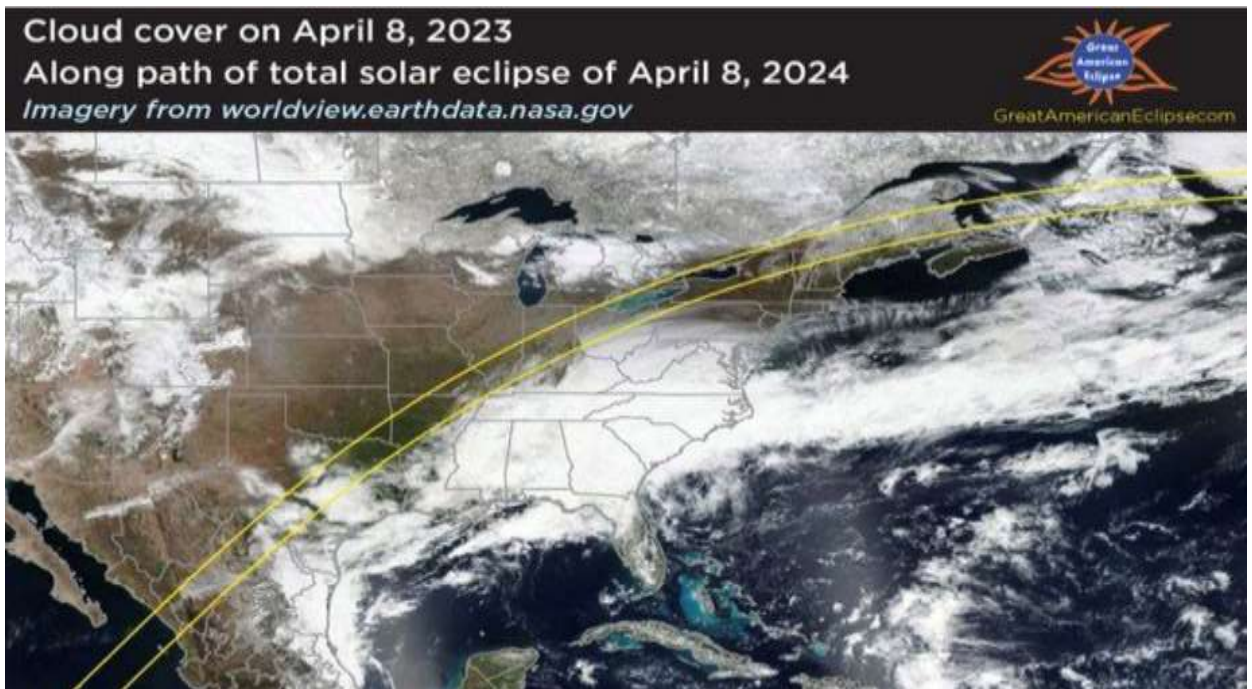 Cloud cover on April 8, 2023
Along path of total solar eclipse of April 8, 2024
Imagery from worldview.earthdata.nasa.gov
Great
American
Eclipse
GreatAmericanEclipsecom